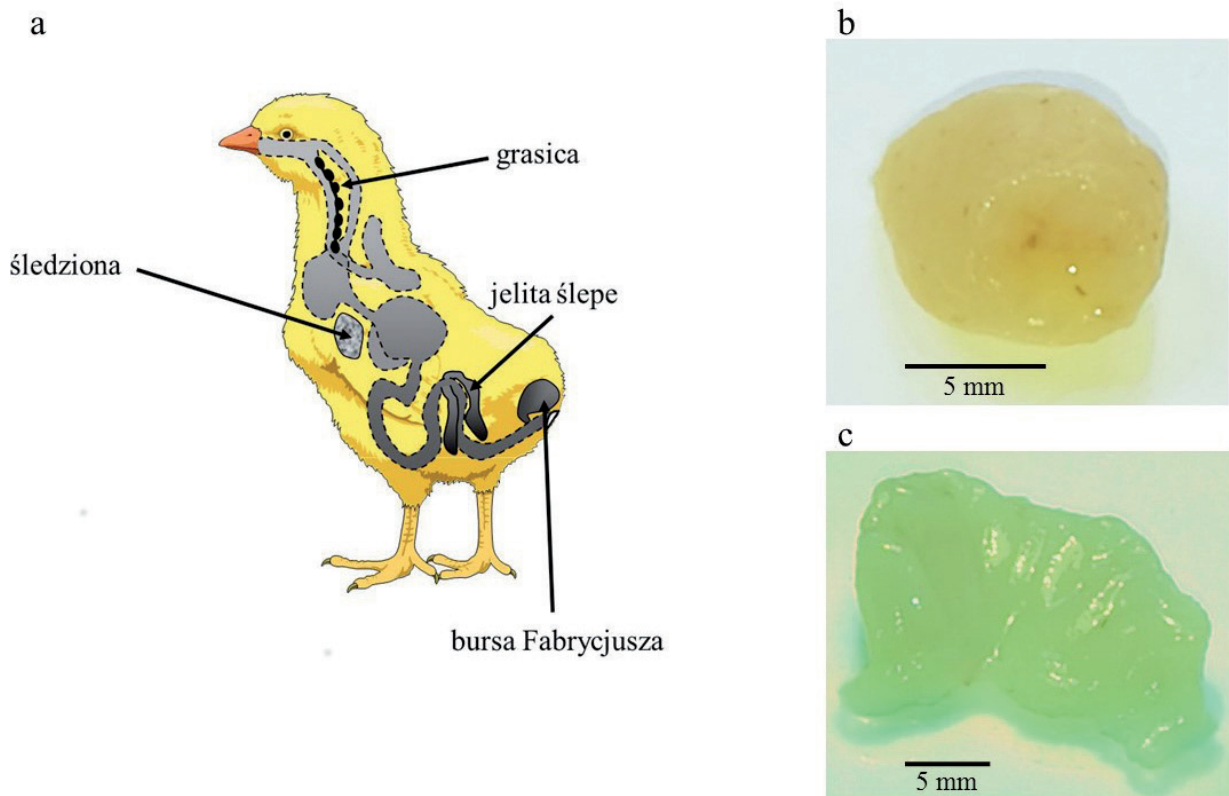 a
grasica
śledziona
jelita ślepe
bursa Fabrycjusza
b
5 mm
c
5 mm